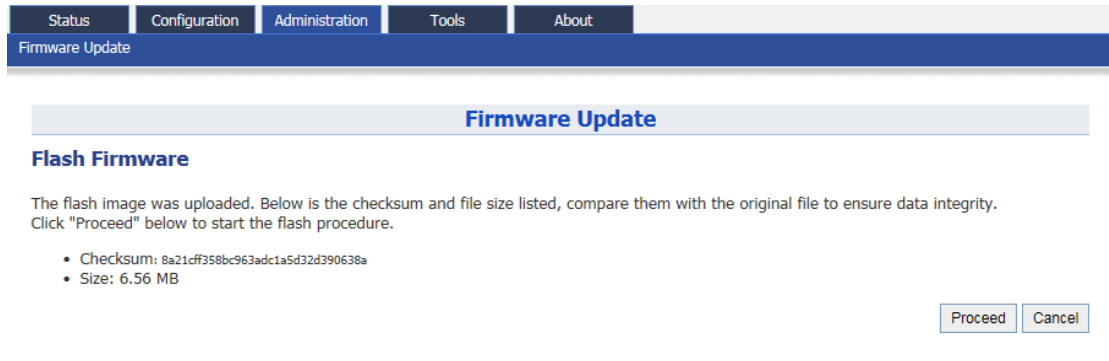 Status Configuration Administration Tools About
Firmware Update
Firmware Update
Flash Firmware
The flash image was uploaded. Below is the checksum and file size listed, compare them with the original file to ensure data integrity.
Click "Proceed" below to start the flash procedure.
• Checksum: 8a21cff358bc963adc1a5d32d390638a
• Size: 6.56 MB
Proceed Cancel